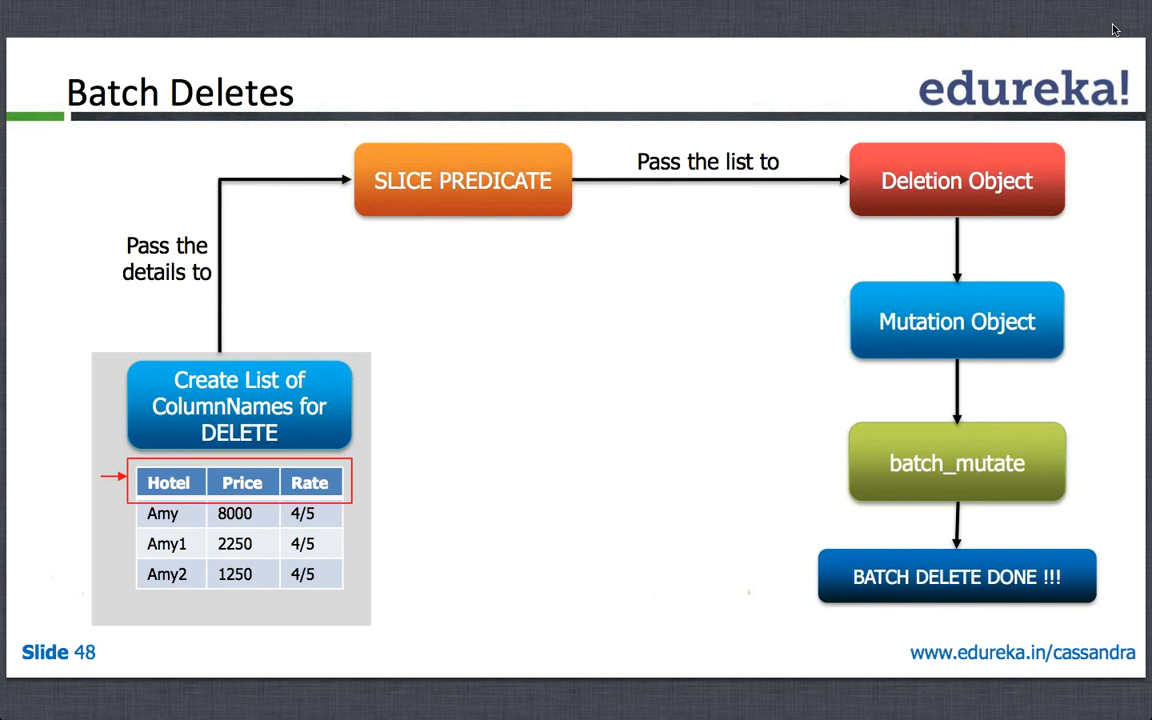 Batch Deletes
edureka!
SLICE PREDICATE
Pass the list to
Deletion Object
Pass the
details to
Mutation Object
Create List of
ColumnNames for
DELETE
batch_mutate
Hotel Price Rate
Amy 8000 4/5
Amy1 2250 4/5
Amy2 1250 4/5
BATCH DELETE DONE !!!
Slide 48
www.edureka.in/cassandra